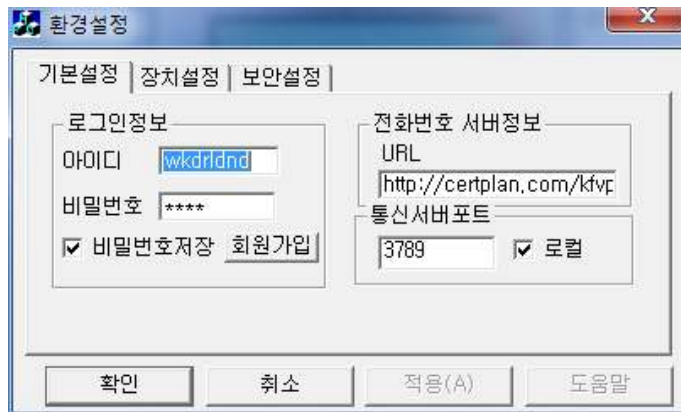 환경설정
기본설정 장치설정 보안설정
로그인정보
아이디 wkdrldnd
비밀번호 ****
비밀번호저장 회원가입
전화번호 서버정보
URL
http://certplan.com/kfvp
통신서버포트
3789 로컬
확인 취소 적용(A) 도움말